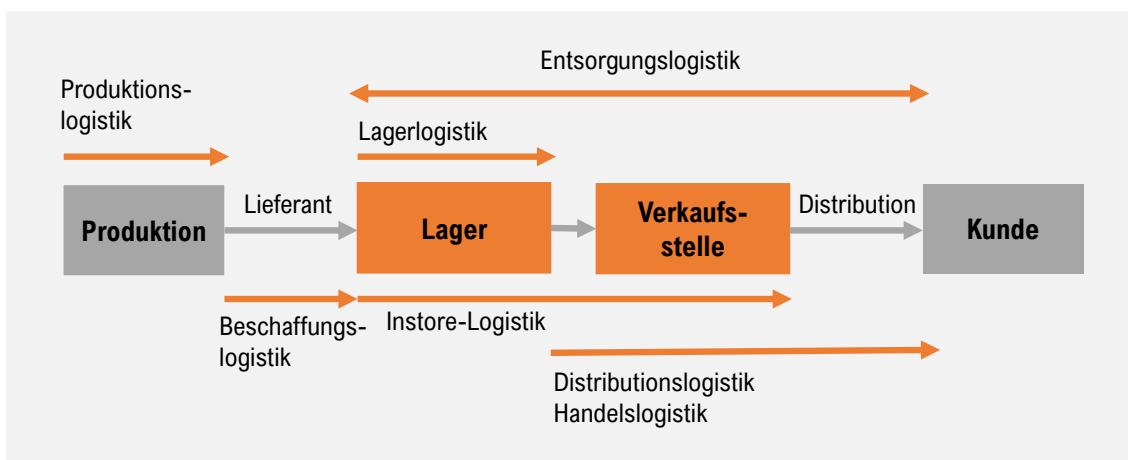 Entsorgungslogistik
Produktions-
logistik
Lagerlogistik
Produktion
Lieferant
Lager
Verkaufs-
stelle
Distribution
Kunde
Beschaffungs-
logistik
Instore-Logistik
Distributionslogistik
Handelslogistik